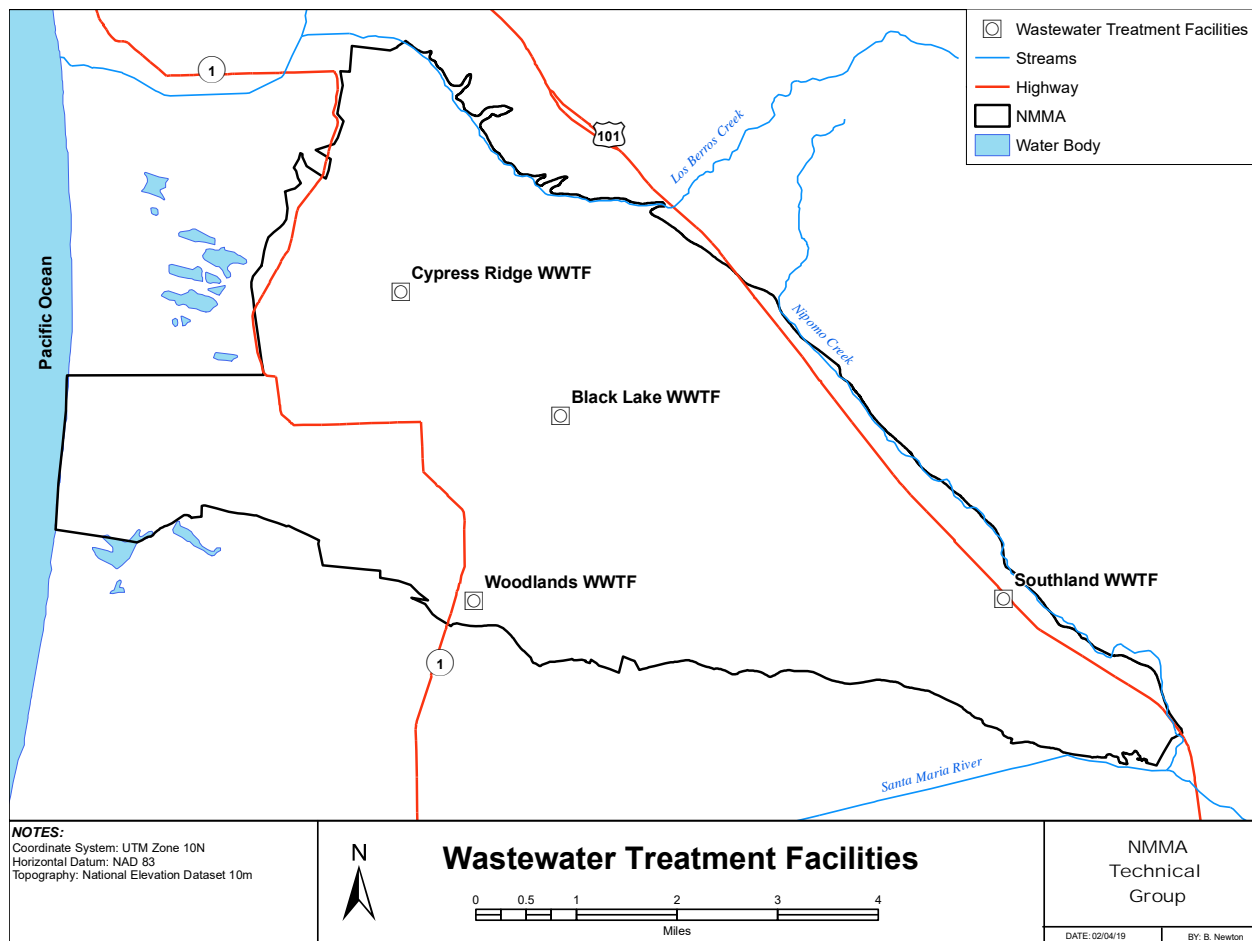 Wastewater Treatment Facilities
Streams
Highway
NMMA
Water Body
1
101
Los Berros Creek
Cypress Ridge WWTF
Nipomo Creek
Pacific Ocean
Black Lake WWTF
Woodlands WWTF
Southland WWTF
1
Santa Maria River
NOTES:
Coordinate System: UTM Zone 10N
Horizontal Datum: NAD 83
Topography: National Elevation Dataset 10m
N
Wastewater Treatment Facilities
0 0.5 1 2 3 4
Miles
NMMA
Technical
Group
DATE: 02/04/19 BY: B. Newton